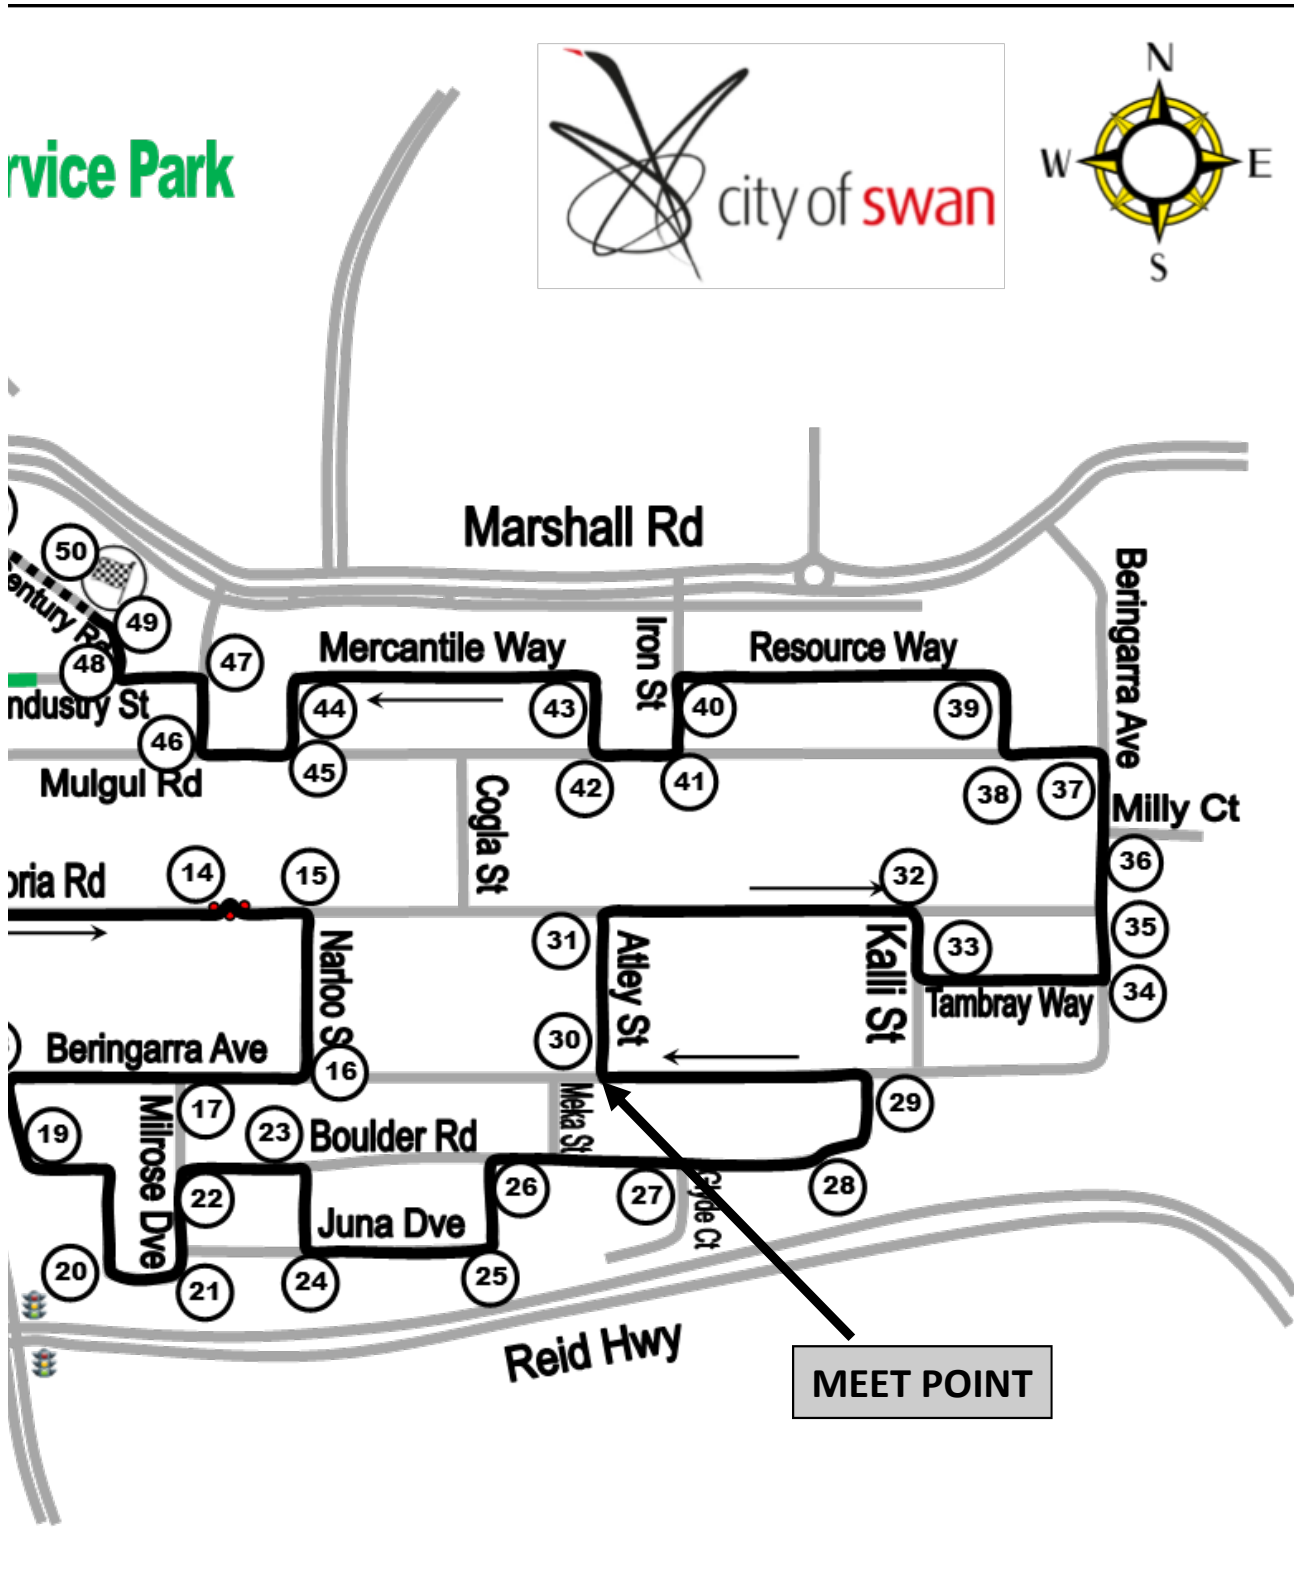 N
W E
S
rvice Park
city of swan
Marshall Rd
Beringarra Ave
50
49
entury Rd
48
47
ndustry St
46
Mercantile Way
Iron St
Resource Way
44
43
40
39
45
42
41
38
37
Mulgul Rd
Cogla St
Milly Ct
36
oria Rd
14
15
32
31
Atley St
Kalli St
33
35
34
Tambray Way
Narloo S
30
Beringarra Ave
16
17
Meka St
29
19
Milrose Dve
23
Boulder Rd
22
26
27
28
Glyde Ct
Juna Dve
20
21
24
25
Reid Hwy
MEET POINT